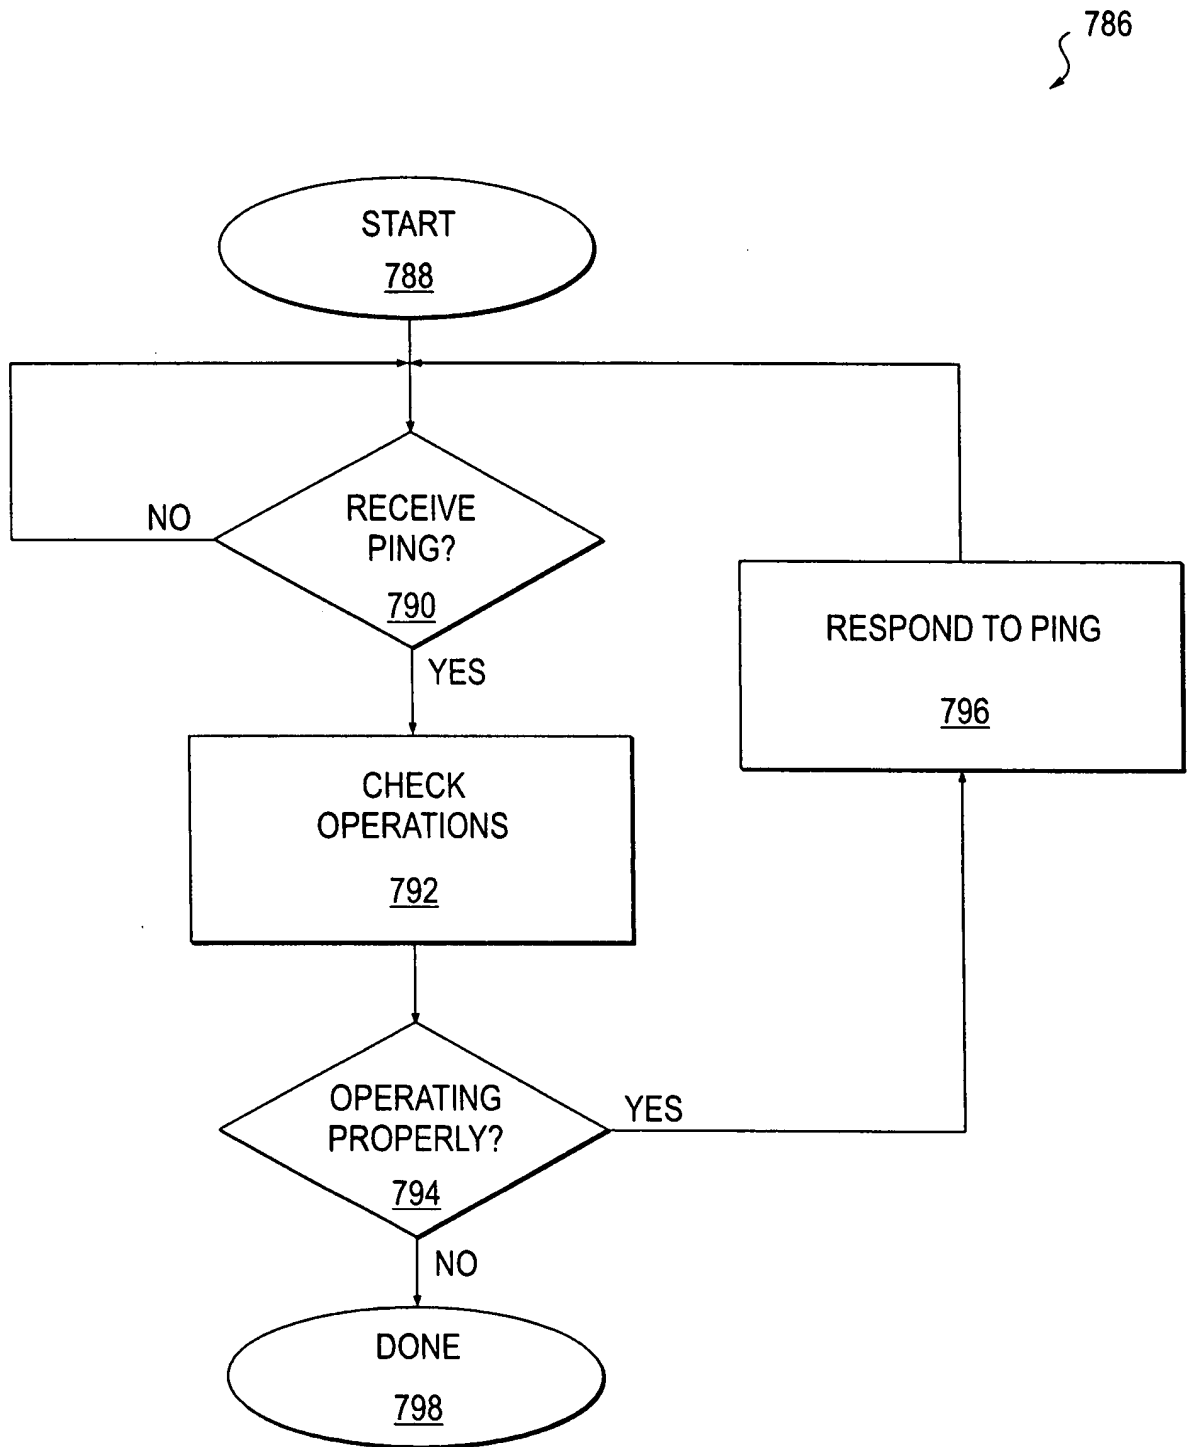 786
START
788
RECEIVE
PING?
790
NO
YES
CHECK
OPERATIONS
792
RESPOND TO PING
796
OPERATING
PROPERLY?
794
YES
NO
DONE
798